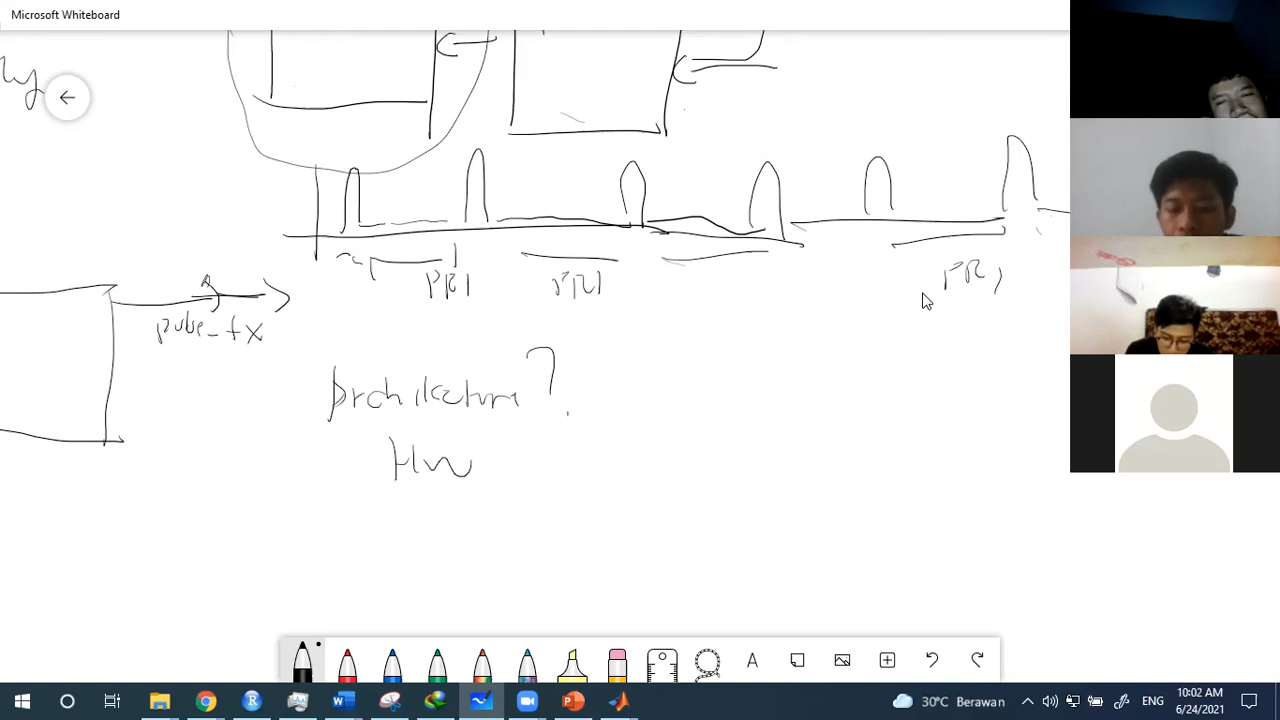 Microsoft Whiteboard
PRI
PRI
PRI
pulse_tx
Architecture?
HW
A
30°C Berawan
ENG
10:02 AM
6/24/2021